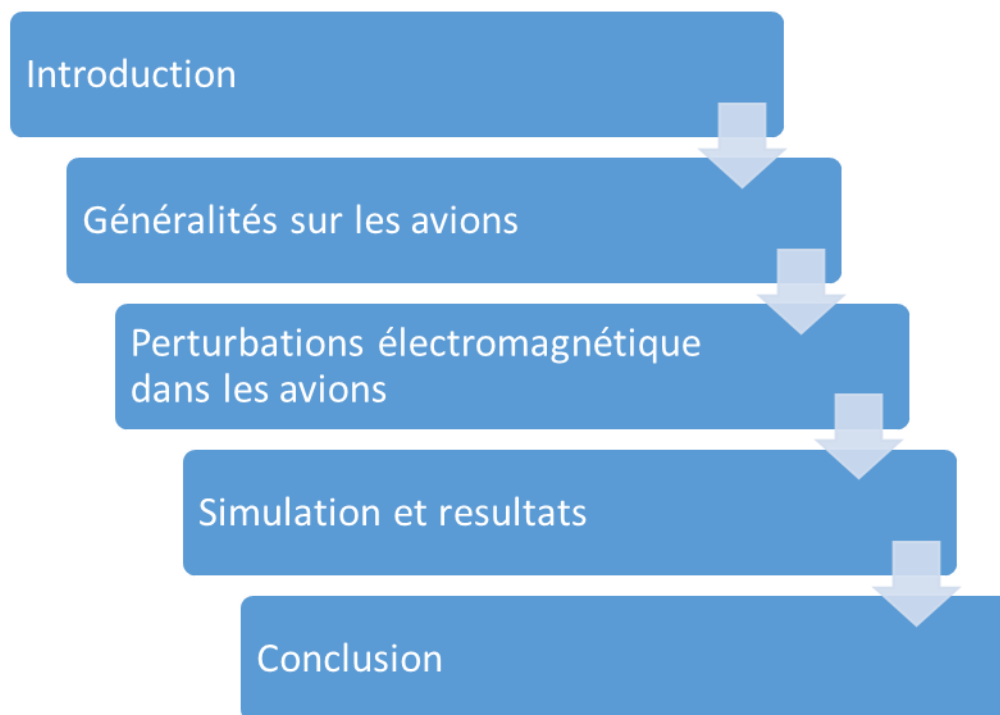 Introduction
Généralités sur les avions
Perturbations électromagnétique
dans les avions
Simulation et resultats
Conclusion